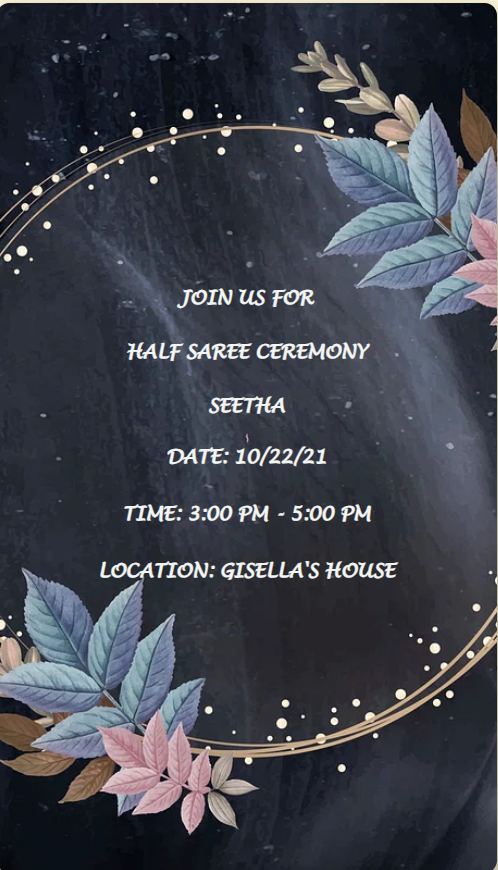 JOIN US FOR
HALF SAREE CEREMONY
SEETHA
DATE: 10/22/21
TIME: 3:00 PM - 5:00 PM
LOCATION: GISELLA'S HOUSE